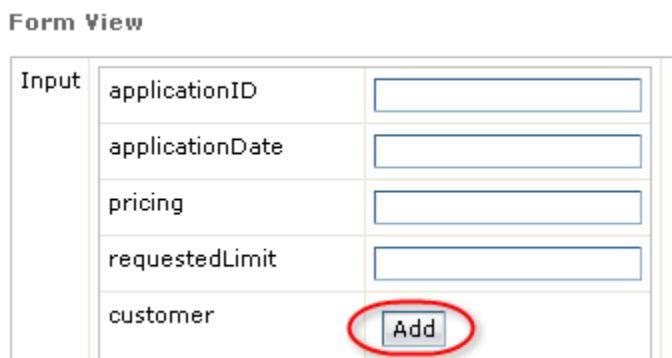 Form View
Input
applicationID
applicationDate
pricing
requestedLimit
customer
Add